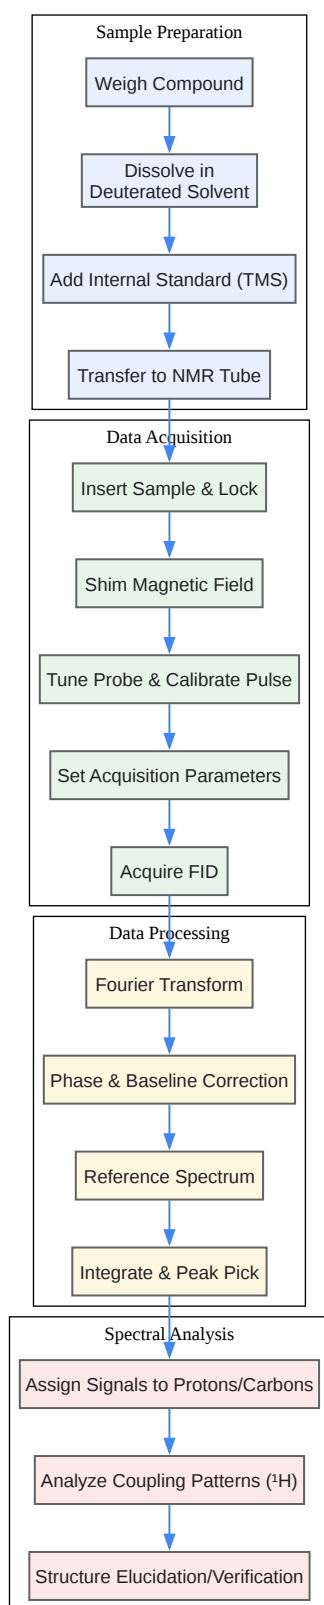 Sample Preparation
Weigh Compound
Dissolve in
Deuterated Solvent
Add Internal Standard (TMS)
Transfer to NMR Tube
Data Acquisition
Insert Sample & Lock
Shim Magnetic Field
Tune Probe & Calibrate Pulse
Set Acquisition Parameters
Acquire FID
Data Processing
Fourier Transform
Phase & Baseline Correction
Reference Spectrum
Integrate & Peak Pick
Spectral Analysis
Assign Signals to Protons/Carbons
Analyze Coupling Patterns (¹H)
Structure Elucidation/Verification